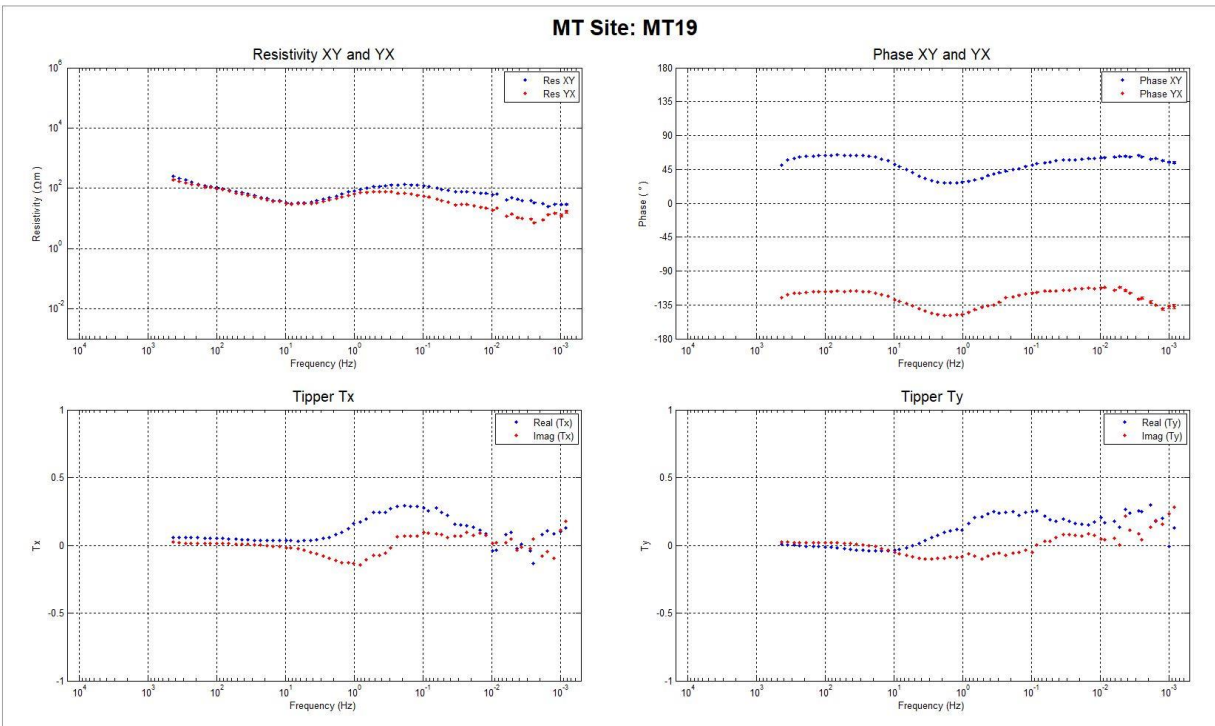 MT Site: MT19
Resistivity XY and YX
10^6
10^4
10^2
10^0
10^-2
Resistivity (Ωm)
Res XY
Res YX
10^4 10^3 10^2 10^1 10^0 10^-1 10^-2 10^-3
Frequency (Hz)
Phase XY and YX
180
135
90
45
0
-45
-90
-135
-180
Phase (°)
Phase XY
Phase YX
10^4 10^3 10^2 10^1 10^0 10^-1 10^-2 10^-3
Frequency (Hz)
Tipper Tx
1
0.5
0
-0.5
-1
Tx
Real (Tx)
Imag (Tx)
10^4 10^3 10^2 10^1 10^0 10^-1 10^-2 10^-3
Frequency (Hz)
Tipper Ty
1
0.5
0
-0.5
-1
Ty
Real (Ty)
Imag (Ty)
10^4 10^3 10^2 10^1 10^0 10^-1 10^-2 10^-3
Frequency (Hz)